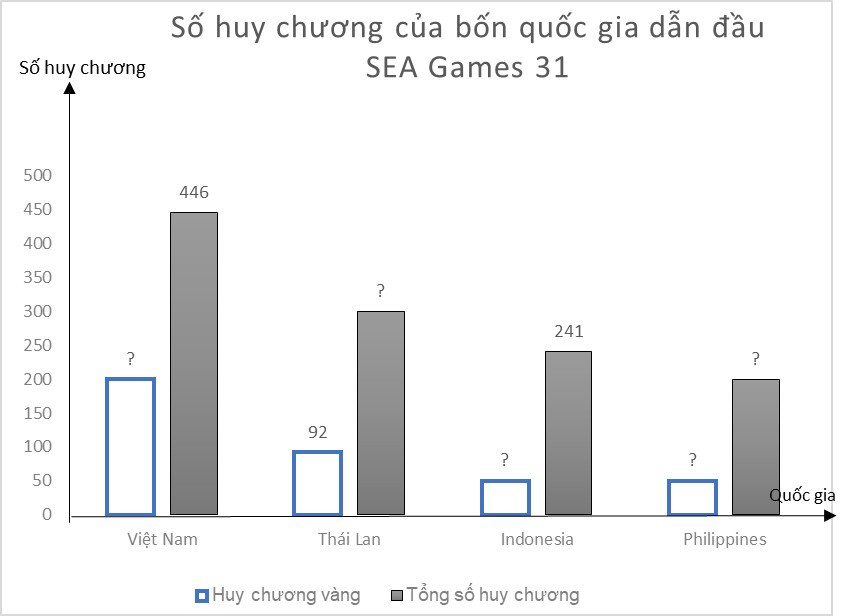 Số huy chương của bốn quốc gia dẫn đầu
SEA Games 31
Số huy chương
500
450
400
350
300
250
200
150
100
50
0
446
?
241
?
?
92
?
?
Quốc gia
Việt Nam
Thái Lan
Indonesia
Philippines
Huy chương vàng
Tổng số huy chương